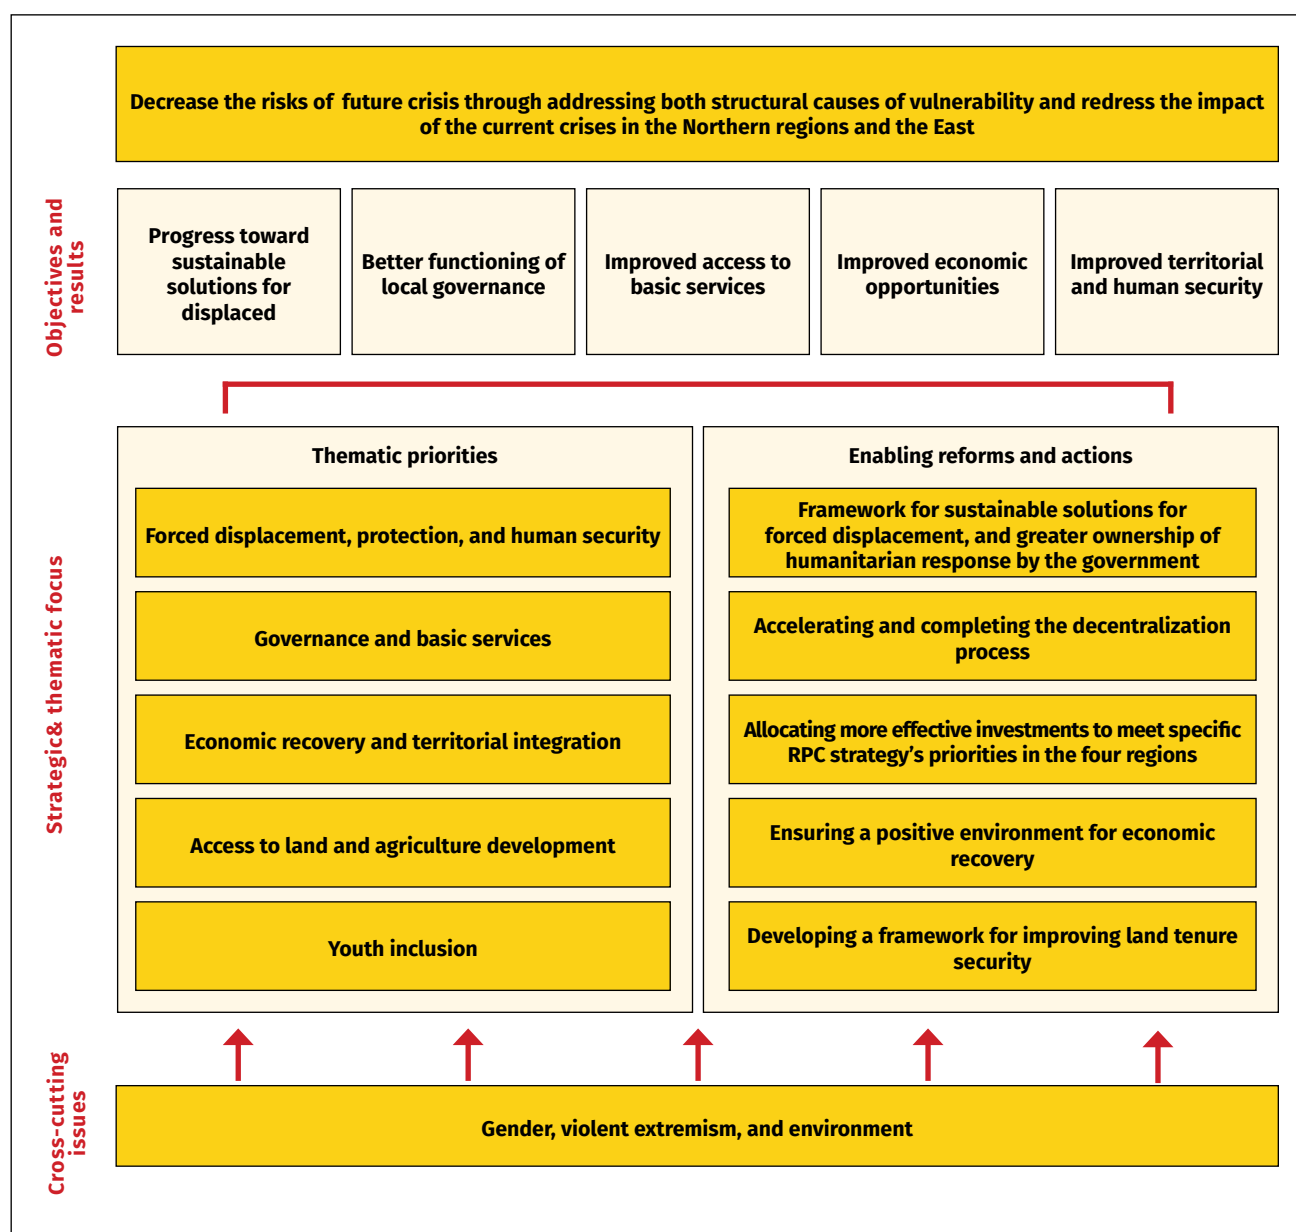 Decrease the risks of future crisis through addressing both structural causes of vulnerability and redress the impact
of the current crises in the Northern regions and the East
Objectives and
results
Progress toward
sustainable
solutions for
displaced
Better functioning of
local governance
Improved access to
basic services
Improved economic
opportunities
Improved territorial
and human security
Strategic& thematic focus
Thematic priorities
Forced displacement, protection, and human security
Governance and basic services
Economic recovery and territorial integration
Access to land and agriculture development
Youth inclusion
Enabling reforms and actions
Framework for sustainable solutions for
forced displacement, and greater ownership of
humanitarian response by the government
Accelerating and completing the decentralization
process
Allocating more effective investments to meet specific
RPC strategy’s priorities in the four regions
Ensuring a positive environment for economic
recovery
Developing a framework for improving land tenure
security
Cross-cutting
issues
Gender, violent extremism, and environment